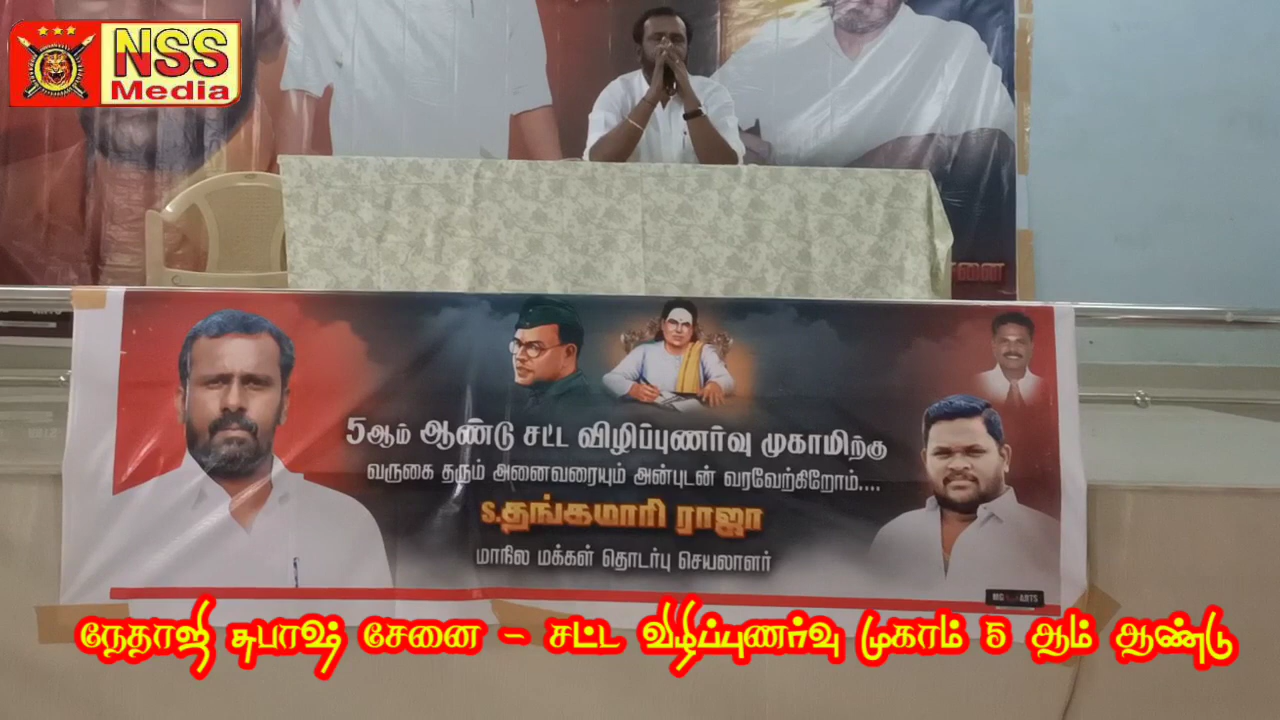 NSS
Media
சேனை
5ஆம் ஆண்டு சட்ட விழிப்புணர்வு முகாமிற்கு
வருகை தரும் அனைவரையும் அன்புடன் வரவேற்கிறோம்....
S.தங்கமாரி ராஜா
மாநில மக்கள் தொடர்பு செயலாளர்
நேதாஜி சுபாஷ் சேனை - சட்ட விழிப்புணர்வு முகாம் 5 ஆம் ஆண்டு